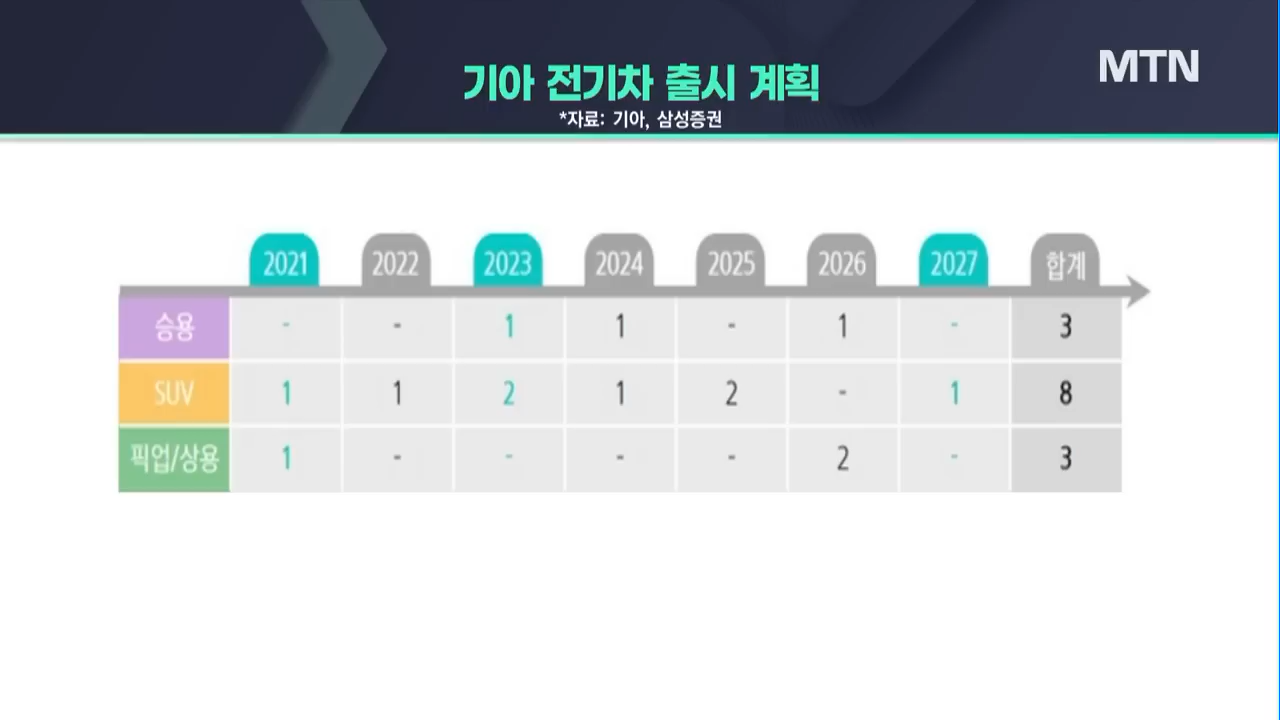 기아 전기차 출시 계획
MTN
*자료: 기아, 삼성증권
2021 2022 2023 2024 2025 2026 2027 합계
승용 - - 1 1 - 1 - 3
SUV 1 1 2 1 2 - 1 8
픽업/상용 1 - - - - 2 - 3